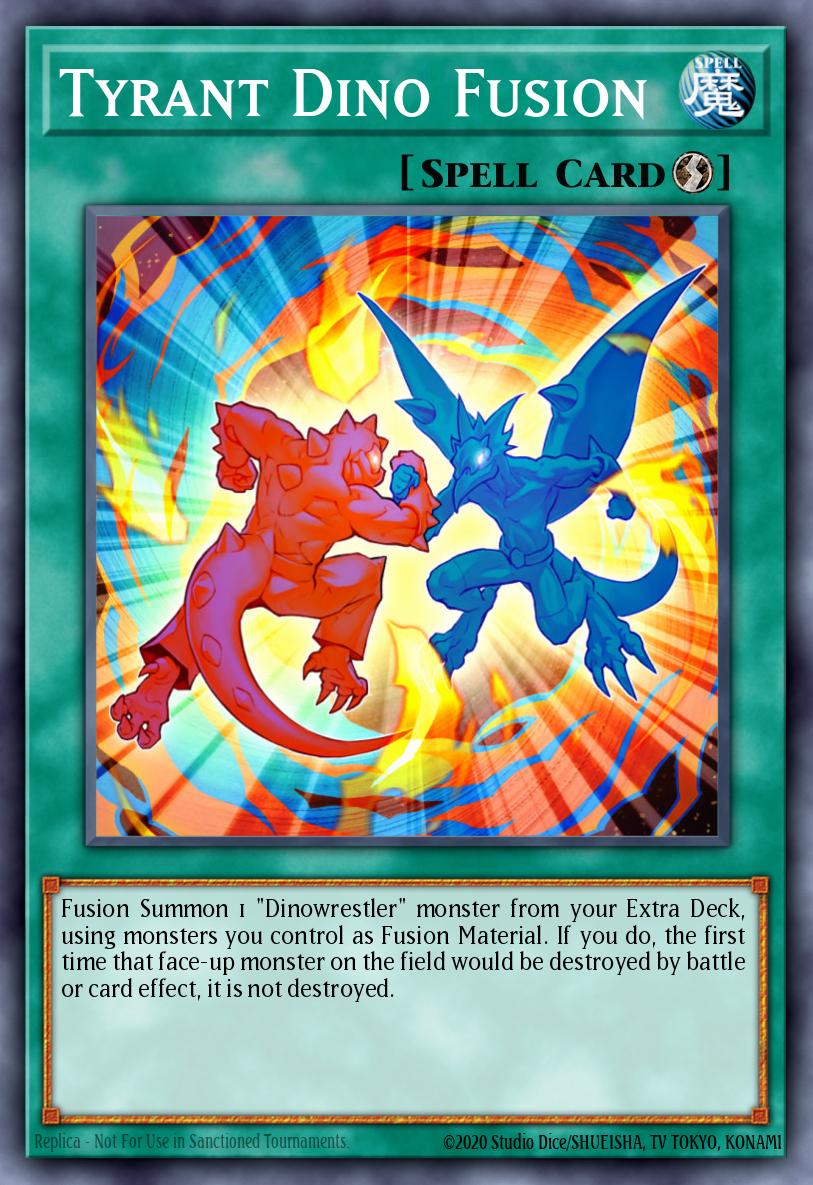 Tyrant Dino Fusion
SPELL
魔
[Spell Card]
Fusion Summon 1 "Dinowrestler" monster from your Extra Deck,
using monsters you control as Fusion Material. If you do, the first
time that face-up monster on the field would be destroyed by battle
or card effect, it is not destroyed.
Replica - Not For Use in Sanctioned Tournaments.
©2020 Studio Dice/SHUEISHA, TV TOKYO, KONAMI